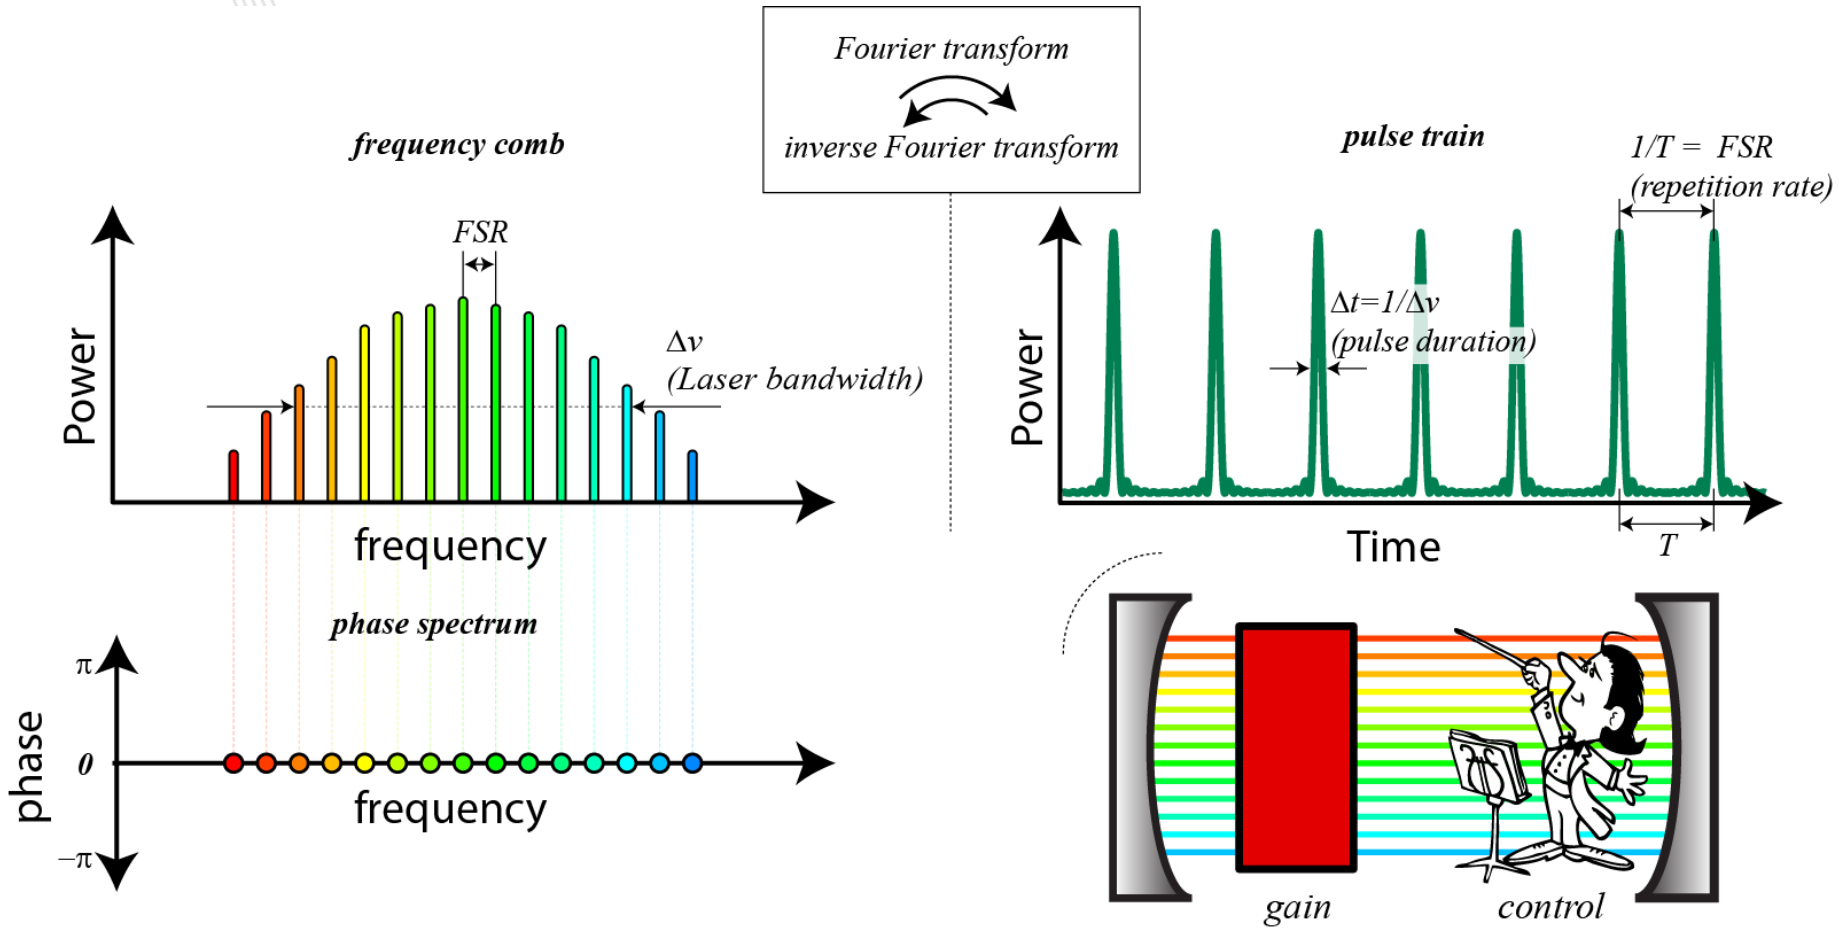 Fourier transform
inverse Fourier transform
frequency comb
FSR
Δν
(Laser bandwidth)
Power
frequency
pulse train
1/T = FSR
(repetition rate)
Δt=1/Δν
(pulse duration)
Power
Time
T
phase spectrum
π
0
−π
phase
frequency
gain
control